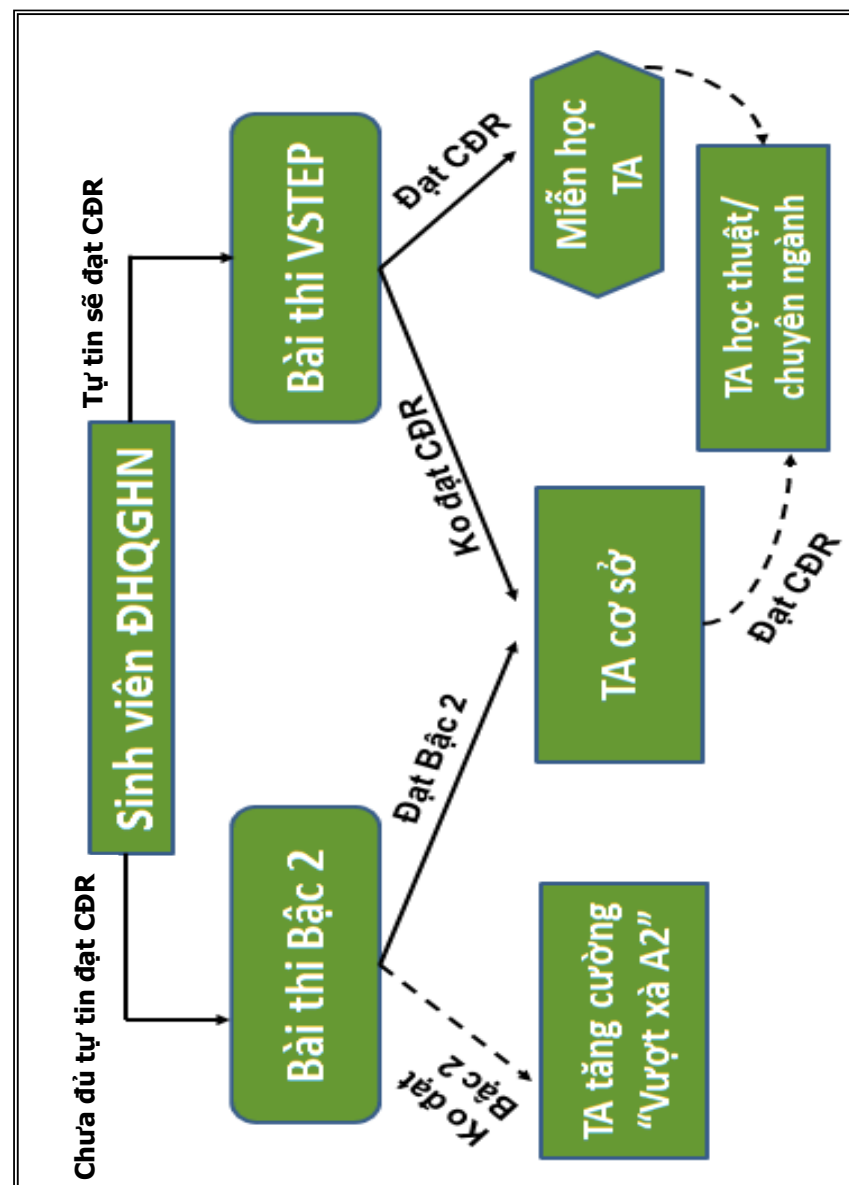 Sinh viên ĐHQGHN
Chưa đủ tự tin đạt CĐR
Tự tin sẽ đạt CĐR
Bài thi Bậc 2
Bài thi VSTEP
Ko đạt
Bậc 2
Đạt Bậc 2
Ko đạt CĐR
Đạt CĐR
TA tăng cường
“Vượt xà A2”
TA cơ sở
Miễn học
TA
Đạt CĐR
TA học thuật/
chuyên ngành